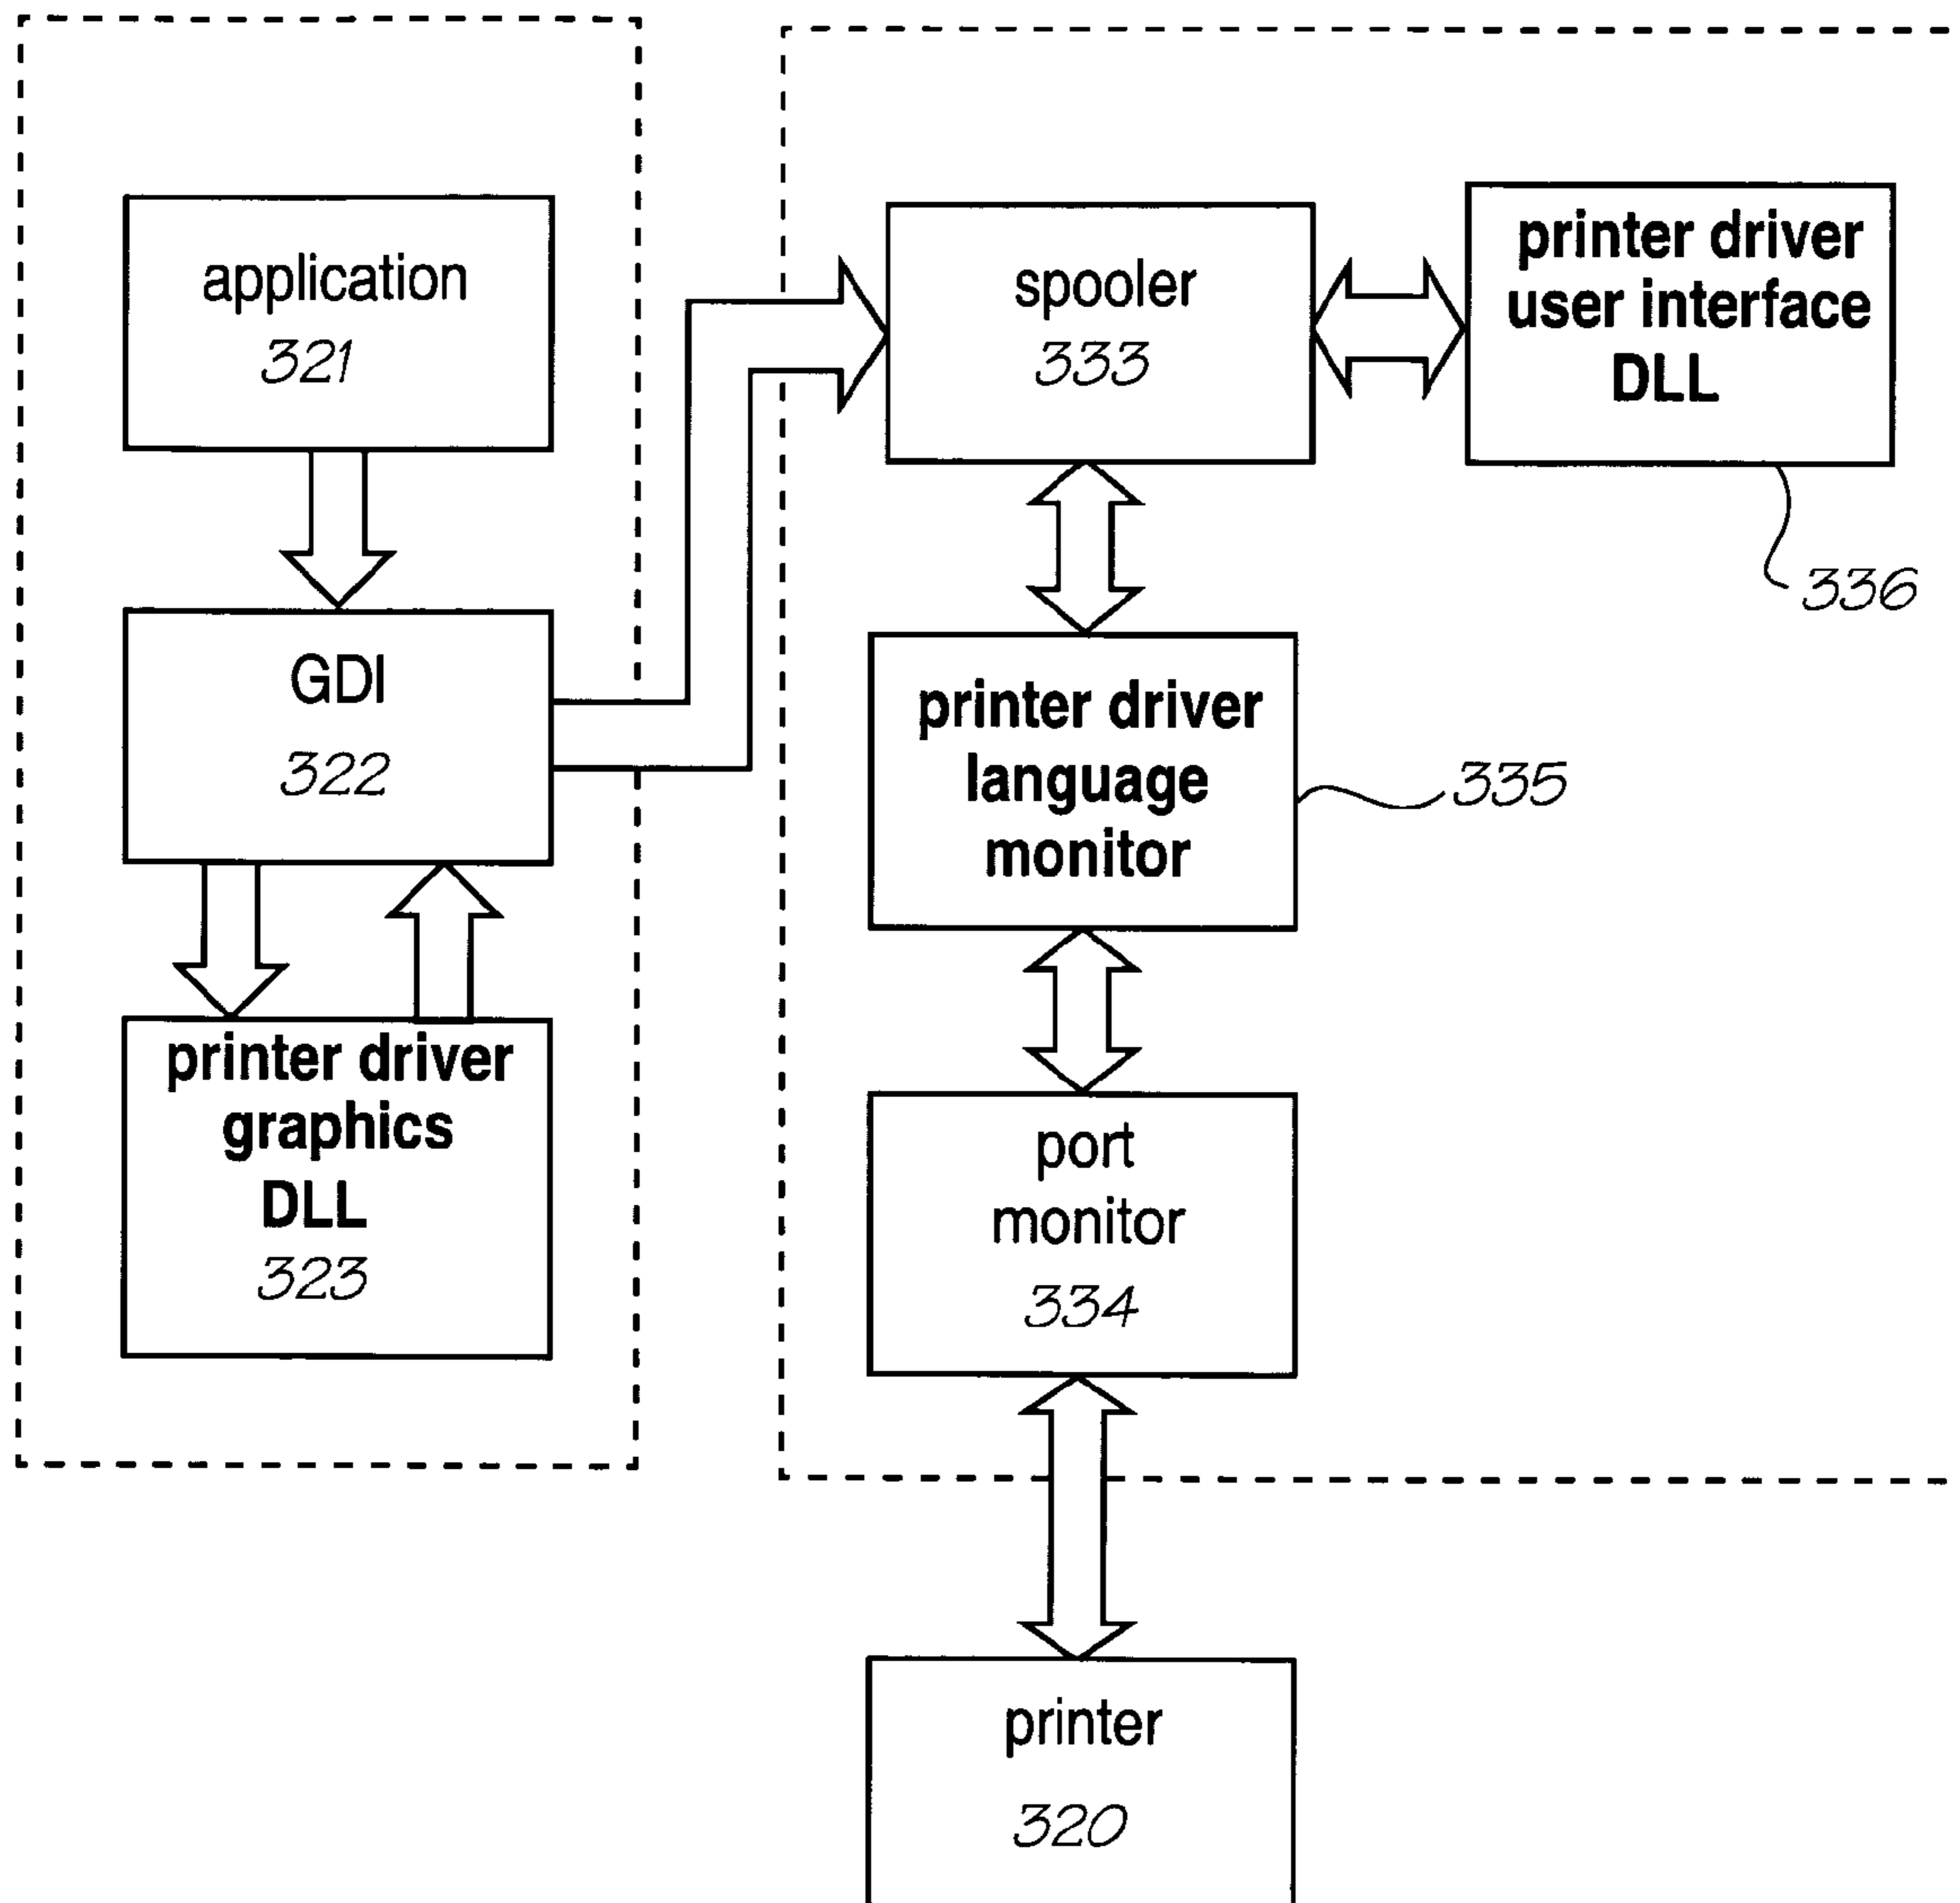 application
321
GDI
322
printer driver
graphics
DLL
323
spooler
333
printer driver
user interface
DLL
336
printer driver
language
monitor
335
port
monitor
334
printer
320